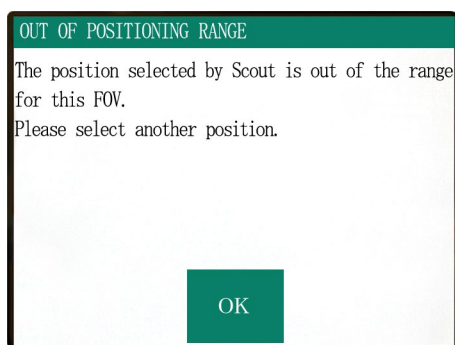 OUT OF POSITIONING RANGE
The position selected by Scout is out of the range
for this FOV.
Please select another position.
OK